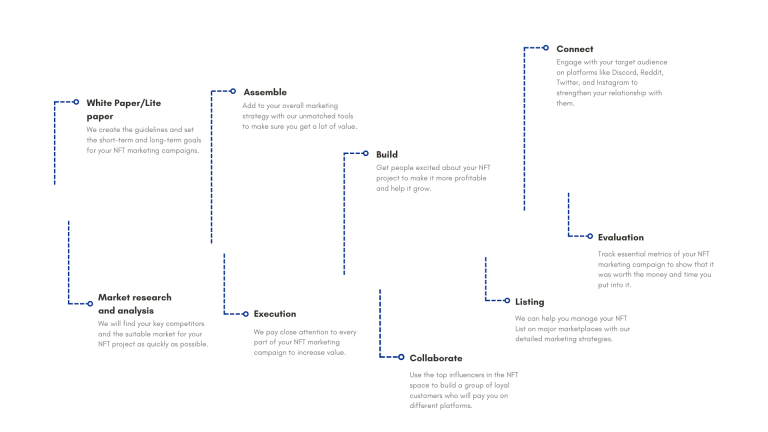 White Paper/Lite
paper
We create the guidelines and set
the short-term and long-term goals
for your NFT marketing campaigns.
Market research
and analysis
We will find your key competitors
and the suitable market for your
NFT project as quickly as possible.
Assemble
Add to your overall marketing
strategy with our unmatched tools
to make sure you get a lot of value.
Execution
We pay close attention to every
part of your NFT marketing
campaign to increase value.
Build
Get people excited about your NFT
project to make it more profitable
and help it grow.
Collaborate
Use the top influencers in the NFT
space to build a group of loyal
customers who will pay you on
different platforms.
Connect
Engage with your target audience
on platforms like Discord, Reddit,
Twitter, and Instagram to
strengthen your relationship with
them.
Listing
We can help you manage your NFT
List on major marketplaces with our
detailed marketing strategies.
Evaluation
Track essential metrics of your NFT
marketing campaign to show that it
was worth the money and time you
put into it.